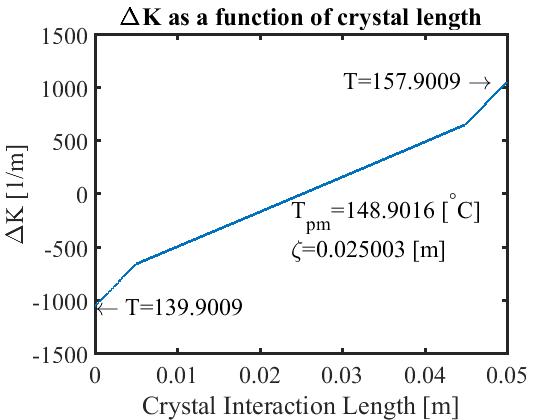 ΔK as a function of crystal length
1500
1000
500
0
-500
-1000
-1500
ΔK [1/m]
T=157.9009 →
T_pm=148.9016 [°C]
ζ=0.025003 [m]
← T=139.9009
0 0.01 0.02 0.03 0.04 0.05
Crystal Interaction Length [m]